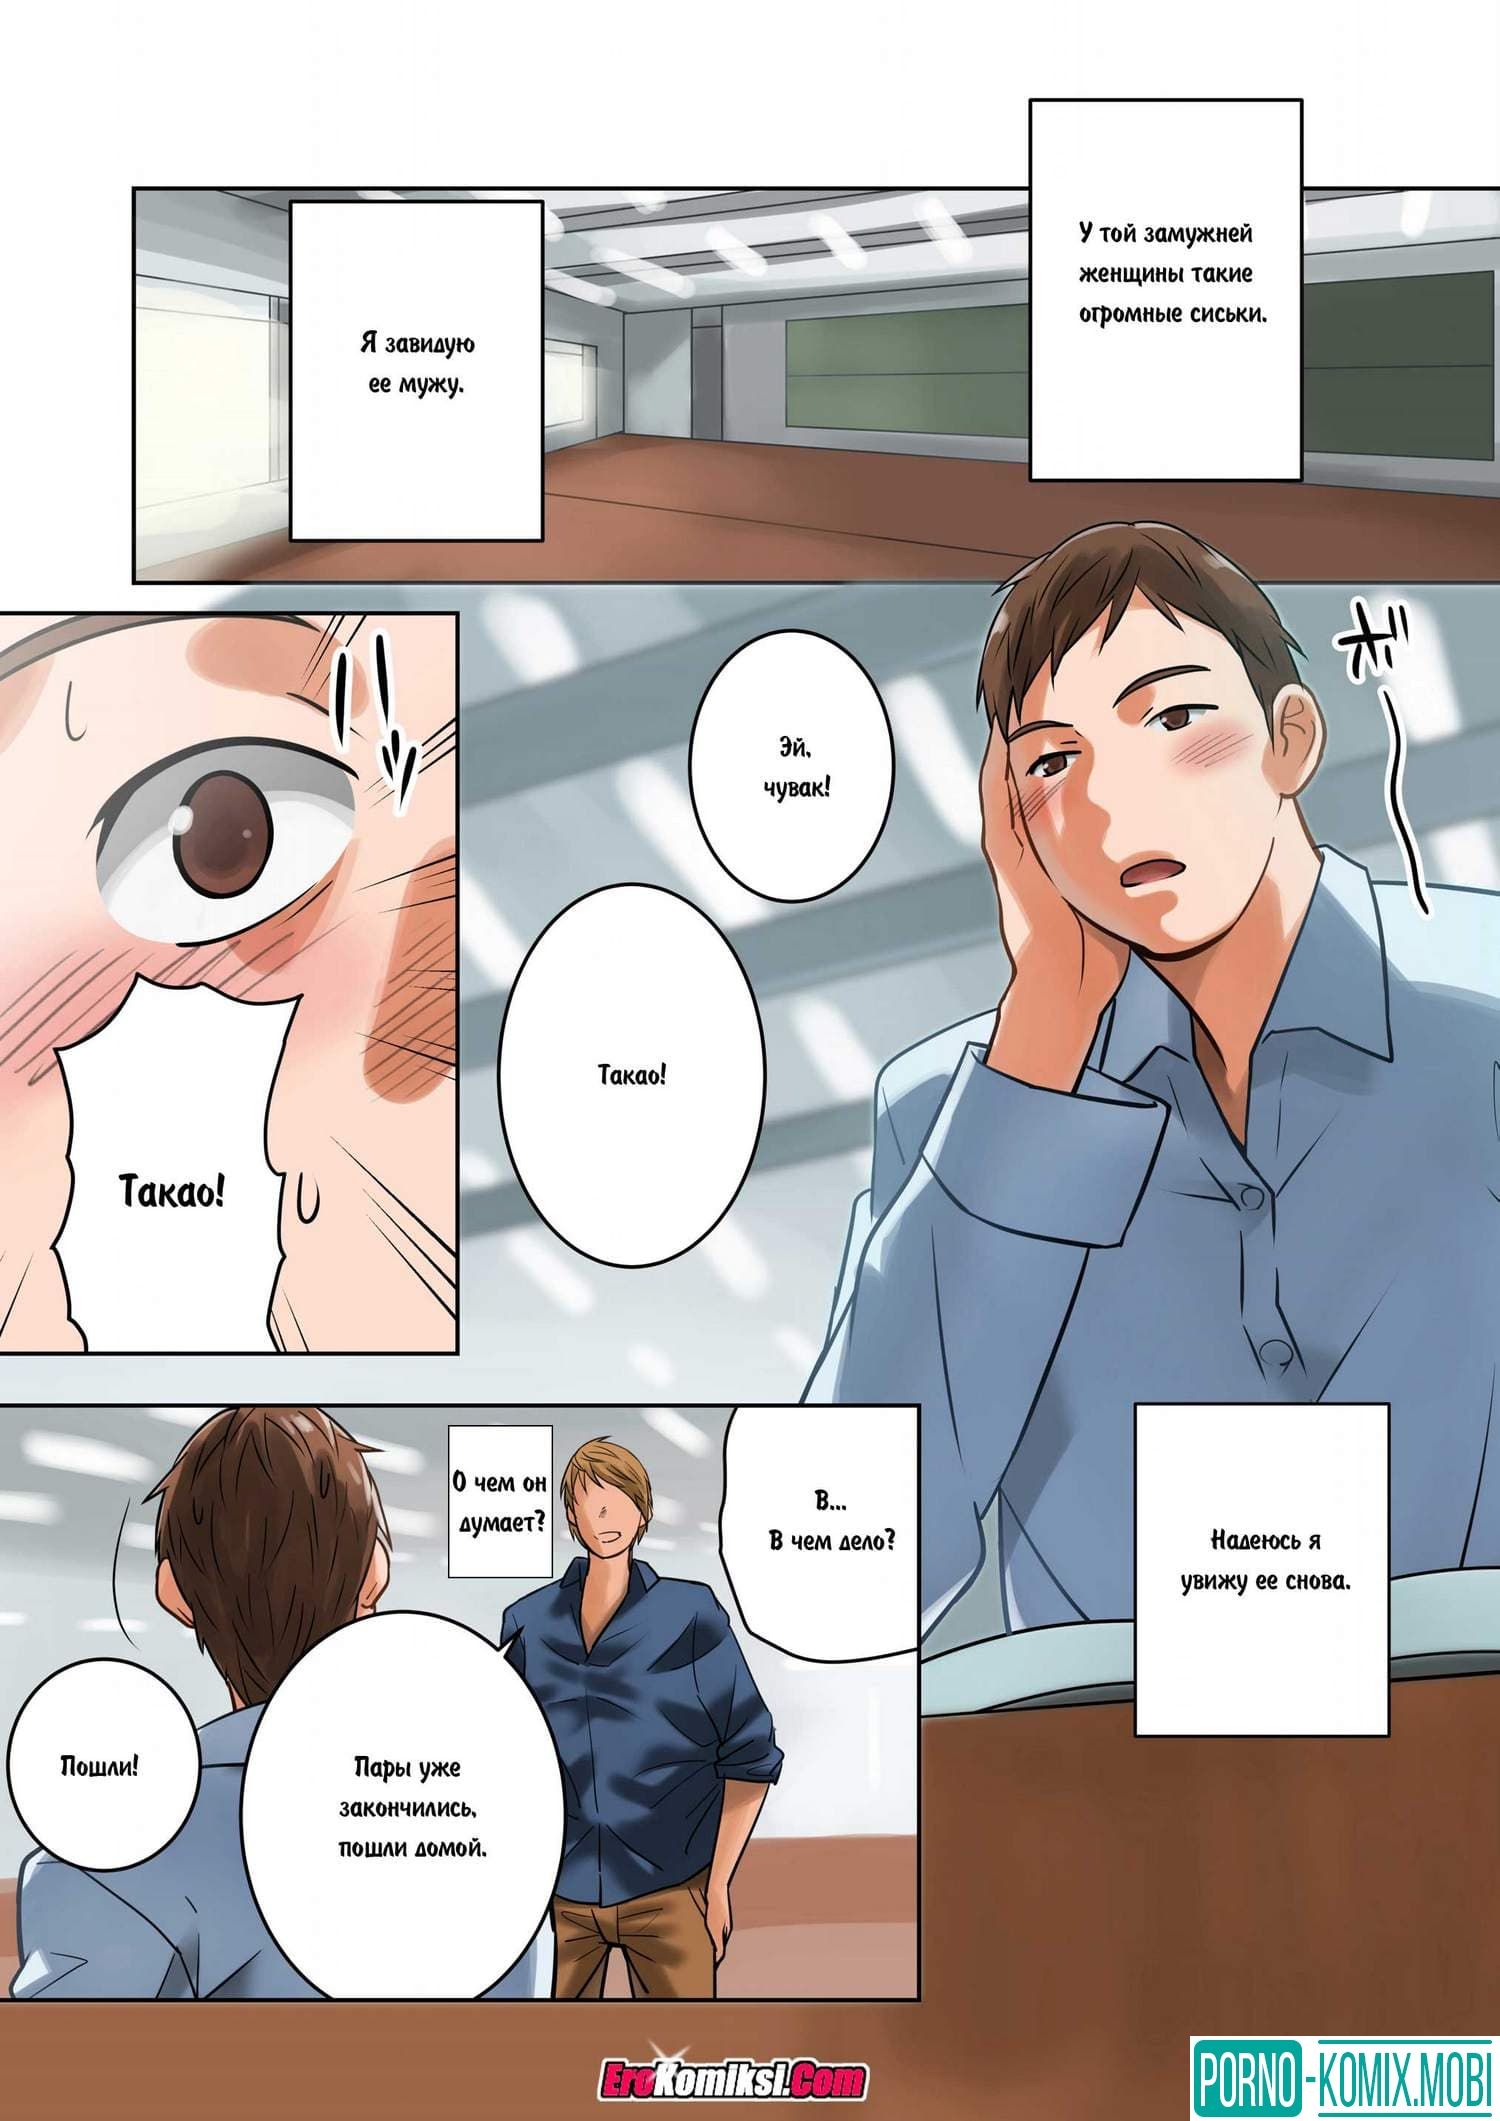 У той замужней
женщины такие
огромные сиськи.
Я завидую
ее мужу.
Эй,
чувак!
Такао!
Такао!
Надеюсь я
увижу ее снова.
В...
В чем дело?
О чем он
думает?
Пары уже
закончились,
пошли домой.
Пошли!
EroKomiksi.Com
PORNO-KOMIX.MOBI